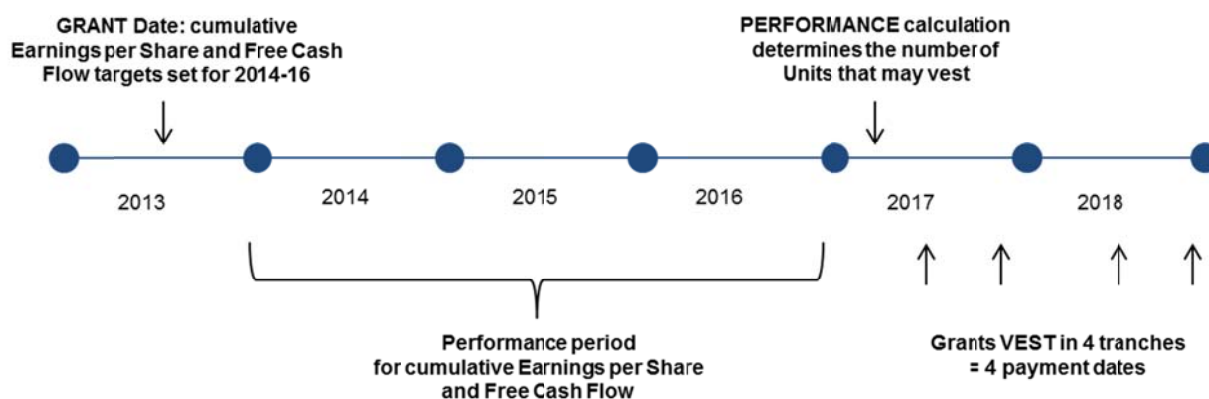 GRANT Date: cumulative
Earnings per Share and Free Cash
Flow targets set for 2014-16
PERFORMANCE calculation
determines the number of
Units that may vest
2013
2014
2015
2016
2017
2018
Performance period
for cumulative Earnings per Share
and Free Cash Flow
Grants VEST in 4 tranches
= 4 payment dates